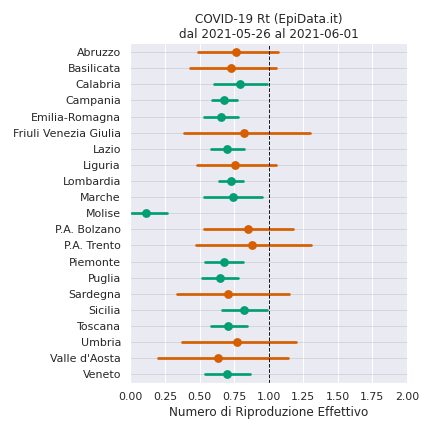 COVID-19 Rt (EpiData.it)
dal 2021-05-26 al 2021-06-01
Abruzzo
Basilicata
Calabria
Campania
Emilia-Romagna
Friuli Venezia Giulia
Lazio
Liguria
Lombardia
Marche
Molise
P.A. Bolzano
P.A. Trento
Piemonte
Puglia
Sardegna
Sicilia
Toscana
Umbria
Valle d'Aosta
Veneto
0.00 0.25 0.50 0.75 1.00 1.25 1.50 1.75 2.00
Numero di Riproduzione Effettivo